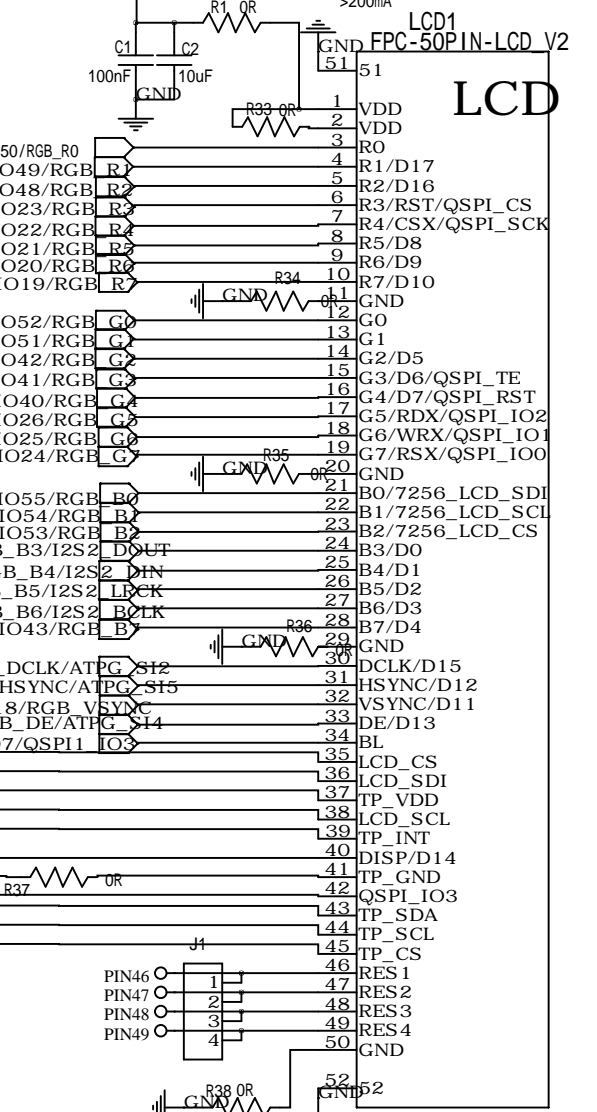 >200mA
R1 0R
LCD1
GND FPC-50PIN-LCD_V2
C1 C2
100nF 10uF
GND
51 51
LCD
R33 0R
1 VDD
2 VDD
50/RGB_R0 3 R0
O49/RGB_R1 4 R1/D17
O48/RGB_R2 5 R2/D16
O23/RGB_R3 6 R3/RST/QSPI_CS
O22/RGB_R4 7 R4/CSX/QSPI_SCK
O21/RGB_R5 8 R5/D8
O20/RGB_R6 9 R6/D9
IO19/RGB_R7 10 R7/D10
GND R34 0R 11 GND
O52/RGB_G0 12 G0
O51/RGB_G1 13 G1
O42/RGB_G2 14 G2/D5
O41/RGB_G3 15 G3/D6/QSPI_TE
IO40/RGB_G4 16 G4/D7/QSPI_RST
IO26/RGB_G5 17 G5/RDX/QSPI_IO2
IO25/RGB_G6 18 G6/WRX/QSPI_IO1
IO24/RGB_G7 19 G7/RSX/QSPI_IO0
GND R35 0R 20 GND
IO55/RGB_B0 21 B0/7256_LCD_SDI
IO54/RGB_B1 22 B1/7256_LCD_SCL
IO53/RGB_B2 23 B2/7256_LCD_CS
B_B3/I2S2_DOUT 24 B3/D0
GB_B4/I2S2_DIN 25 B4/D1
_B5/I2S2_LRCK 26 B5/D2
B_B6/I2S2_BCLK 27 B6/D3
IO43/RGB_B7 28 B7/D4
GND R36 0R 29 GND
_DCLK/ATPG_SI2 30 DCLK/D15
HSYNC/ATPG_SI5 31 HSYNC/D12
18/RGB_VSYNC 32 VSYNC/D11
B_DE/ATPG_SI4 33 DE/D13
07/QSPI1_IO3 34 BL
35 LCD_CS
36 LCD_SDI
37 TP_VDD
38 LCD_SCL
39 TP_INT
40 DISP/D14
R37 0R 41 TP_GND
42 QSPI_IO3
43 TP_SDA
44 TP_SCL
45 TP_CS
J1
PIN46 1 46 RES1
PIN47 2 47 RES2
PIN48 3 48 RES3
PIN49 4 49 RES4
50 GND
GND R38 0R
GND 52 52